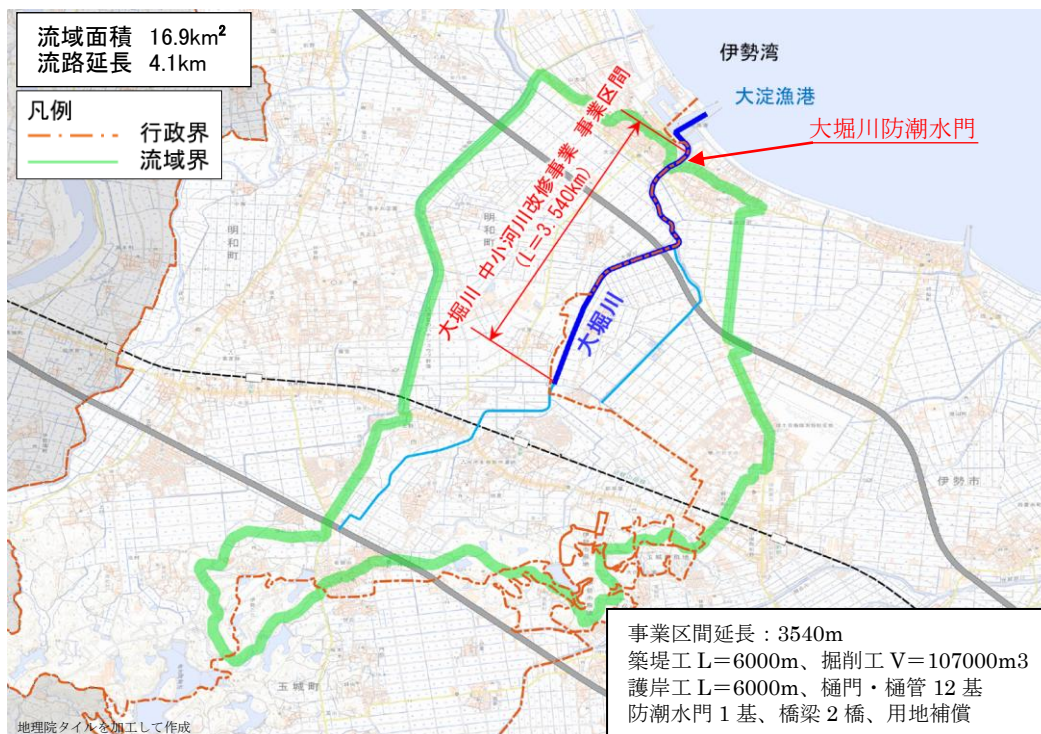 流域面積 16.9km²
流路延長 4.1km
凡例
行政界
流域界
伊勢湾
大淀漁港
大堀川防潮水門
大堀川 中小河川改修事業 事業区間
(L=3.540km)
大堀川
明和町
明和町
伊勢市
玉城町
事業区間延長：3540m
築堤工 L=6000m、掘削工 V=107000m3
護岸工 L=6000m、樋門・樋管 12 基
防潮水門 1 基、橋梁 2 橋、用地補償
地理院タイルを加工して作成